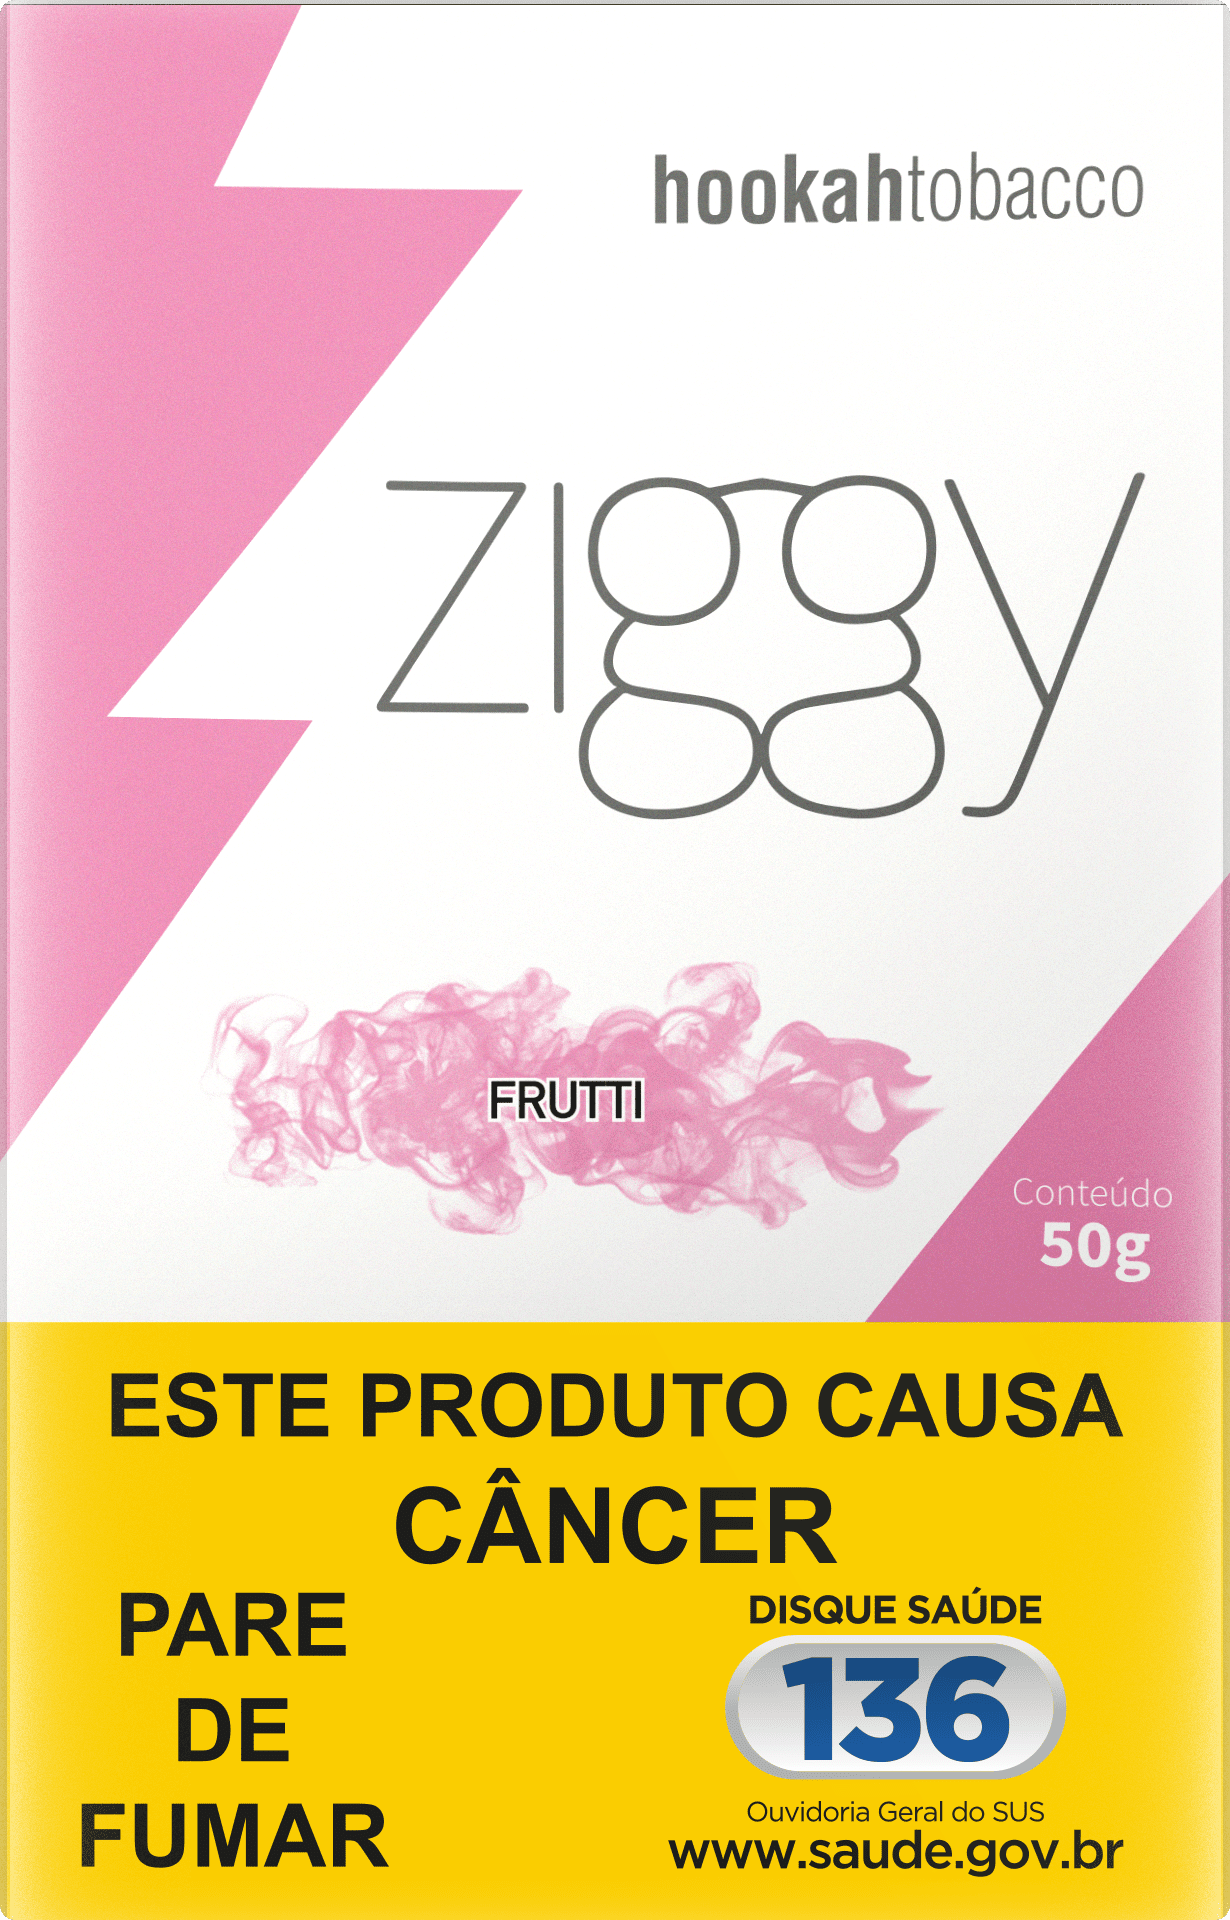 hookahtobacco
ziggy
FRUTTI
Conteúdo
50g
ESTE PRODUTO CAUSA
CÂNCER
PARE
DE
FUMAR
DISQUE SAÚDE
136
Ouvidoria Geral do SUS
www.saude.gov.br